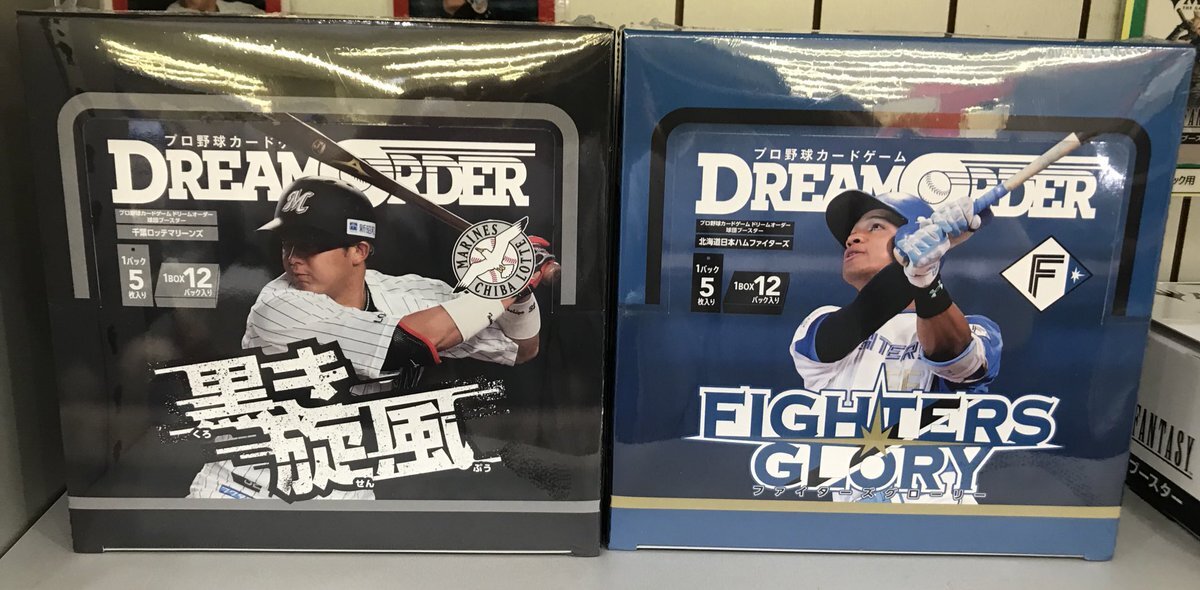 プロ野球カード
DREAM ORDER
プロ野球カードゲーム ドリームオーダー
球団ブースター
千葉ロッテマリーンズ
1パック
5
枚入り
1BOX 12
パック入り
M
MARINES
CHIBA LOTTE
黒き
くろ
旋風
せん
ぷう
プロ野球カードゲーム
DREAM ORDER
プロ野球カードゲーム ドリームオーダー
球団ブースター
北海道日本ハムファイターズ
1パック
5
枚入り
1BOX 12
パック入り
F
FIGHTERS
GLORY
ファイターズグローリー
FANTASY
ブースター
ック用